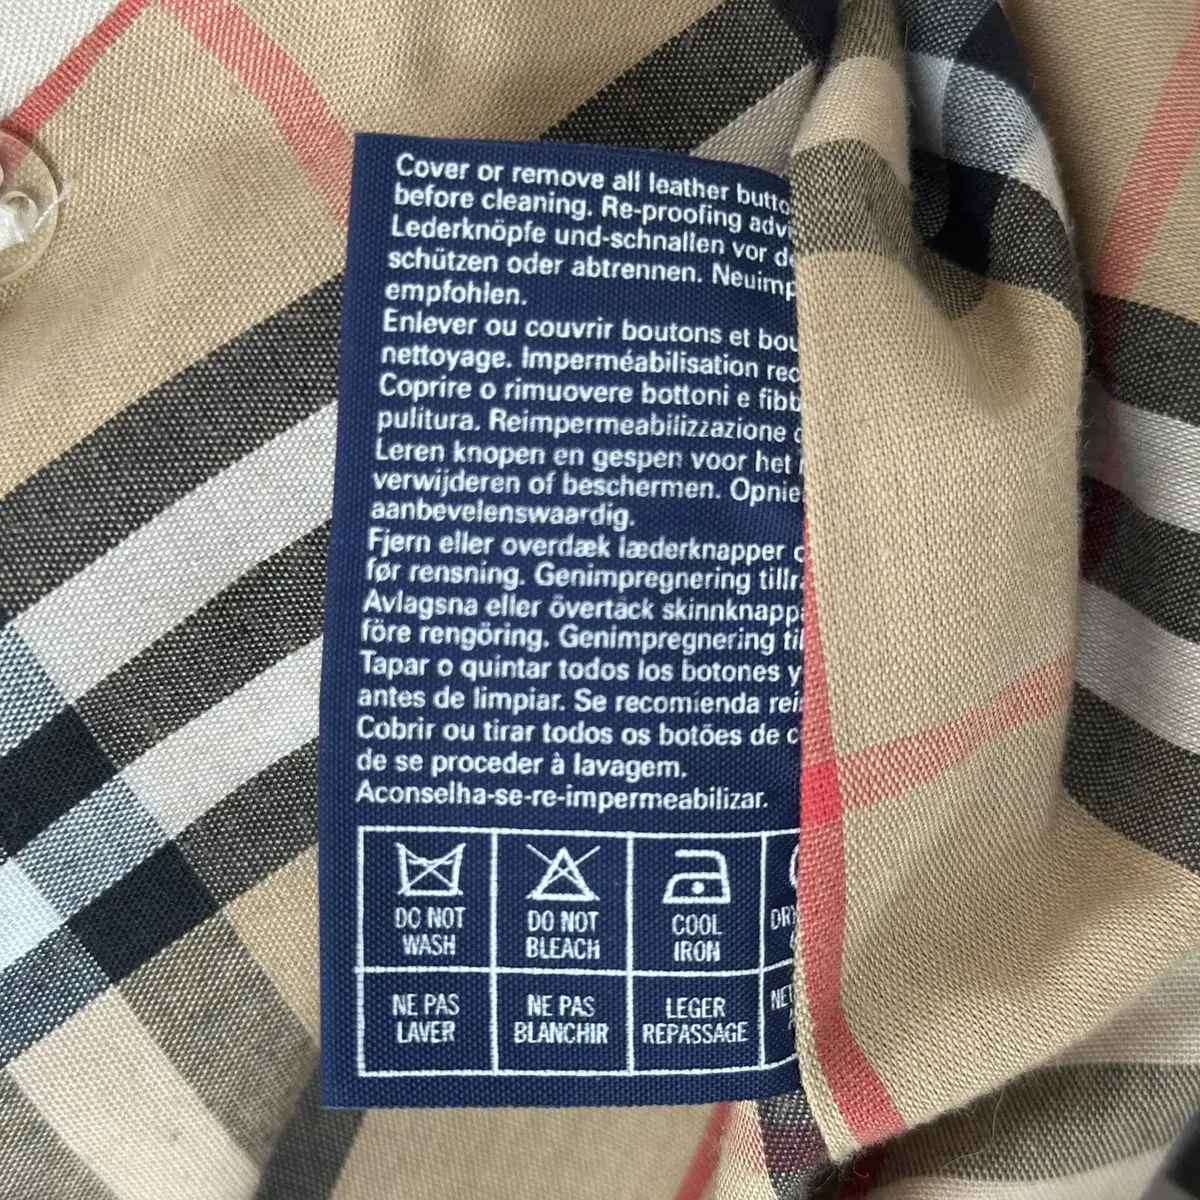 Cover or remove all leather butto
before cleaning. Re-proofing adv
Lederknöpfe und-schnallen vor de
schützen oder abtrennen. Neuimp
empfohlen.
Enlever ou couvrir boutons et bou
nettoyage. Imperméabilisation rec
Coprire o rimuovere bottoni e fibb
pulitura. Reimpermeabilizzazione c
Leren knopen en gespen voor het
verwijderen of beschermen. Opnie
aanbevelenswaardig.
Fjern eller overdæk læderknapper o
før rensning. Genimpregnering tillr
Avlagsna eller övertäck skinnknapp
före rengöring. Genimpregnering til
Tapar o quintar todos los botones y
antes de limpiar. Se recomienda rei
Cobrir ou tirar todos os botões de c
de se proceder à lavagem.
Aconselha-se-re-impermeabilizar.
DO NOT WASH
DO NOT BLEACH
COOL IRON
DRY
NE PAS LAVER
NE PAS BLANCHIR
LEGER REPASSAGE
NET